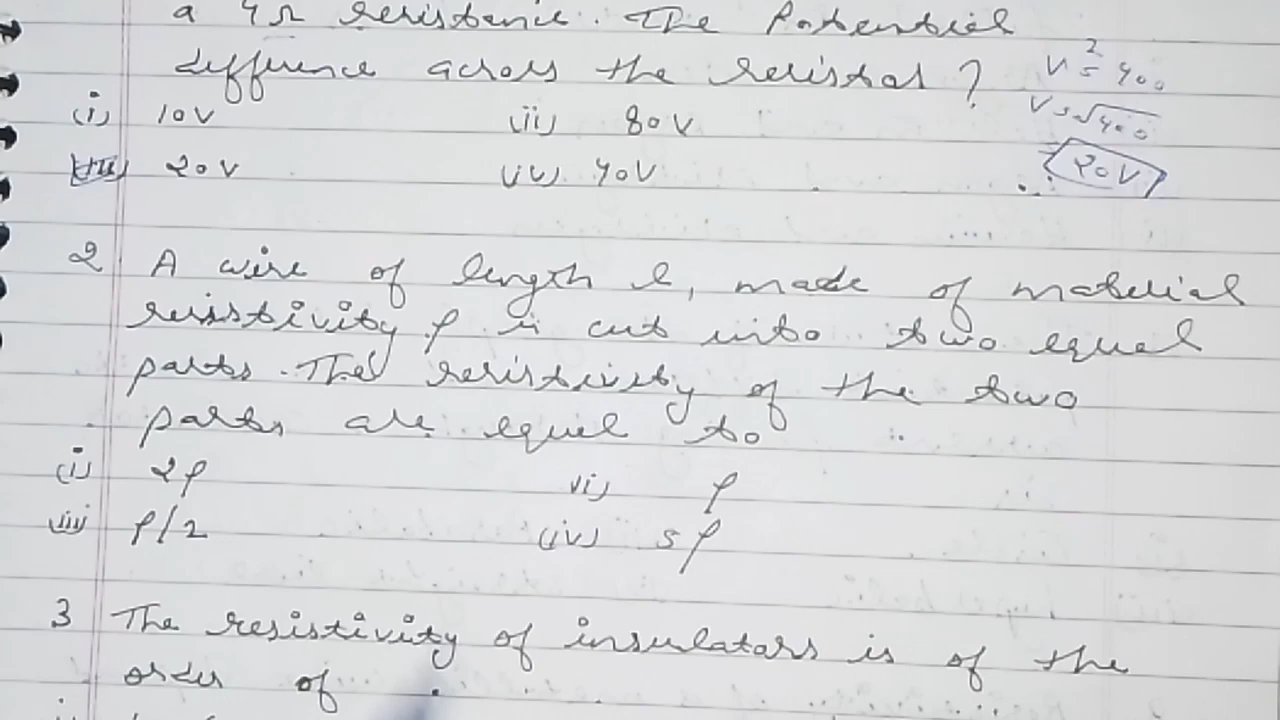 a 4Ω resistance. The Potential
difference across the resistor ?
V² = 400
V = √400
(i) 10V (ii) 80V
(iii) 20V (iv) 40V
∴ = 20V
2 A wire of length l, made of material
resistivity ρ is cut into two equal
parts. The resistivity of the two
parts are equal to
(i) 2ρ (ii) ρ
(iii) ρ/2 (iv) 5ρ
3 The resistivity of insulators is of the
order of .